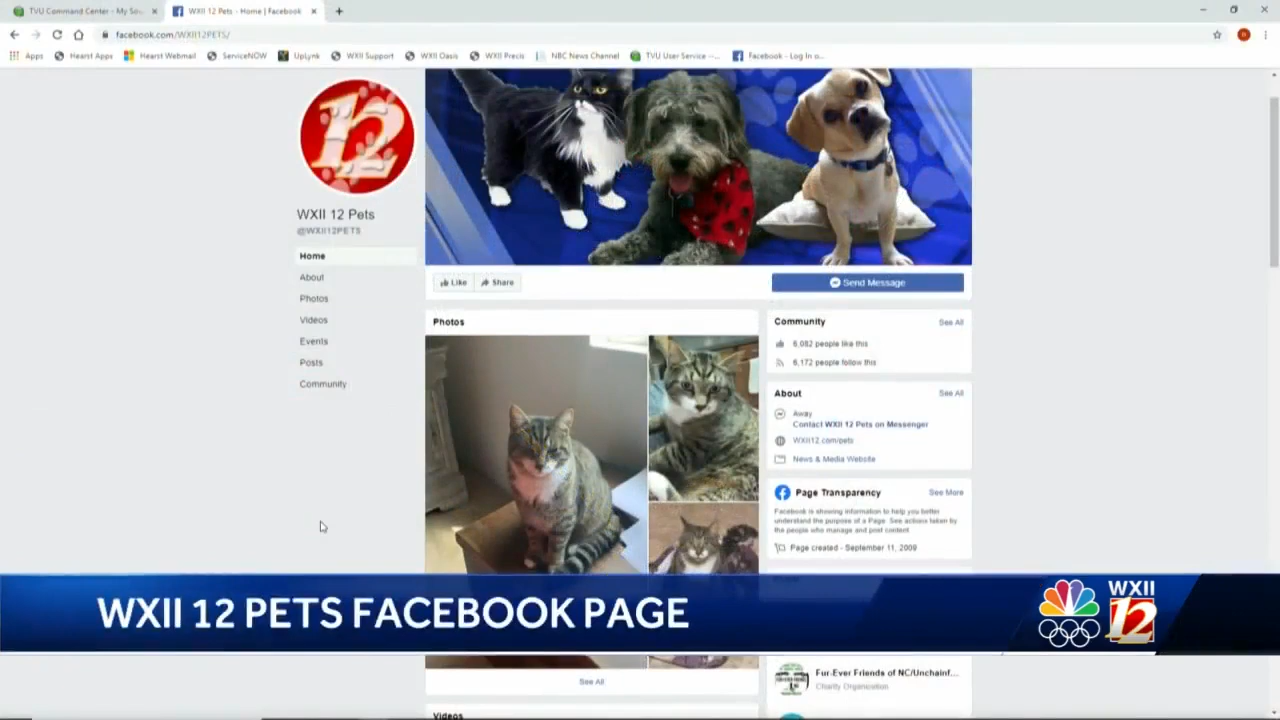 TVU Command Center - My Sou
WXII 12 Pets - Home | Facebook
facebook.com/WXII12PETS/
Apps
Hearst Apps
Hearst Webmail
ServiceNOW
UpLynk
WXII Support
WXII Oasis
WXII Precis
NBC News Channel
TVU User Service --...
Facebook - Log In o...
12
WXII 12 Pets
@WXII12PETS
Home
About
Photos
Videos
Events
Posts
Community
Like
Share
Send Message
Photos
Community
See All
6,082 people like this
6,172 people follow this
About
See All
Away
Contact WXII 12 Pets on Messenger
WXII12.com/pets
News & Media Website
Page Transparency
See More
Facebook is showing information to help you better
understand the purpose of a Page. See actions taken by
the people who manage and post content.
Page created - September 11, 2009
WXII 12 PETS FACEBOOK PAGE
WXII
12
See All
Fur-Ever Friends of NC/Unchainf...
Charity Organization
Videos